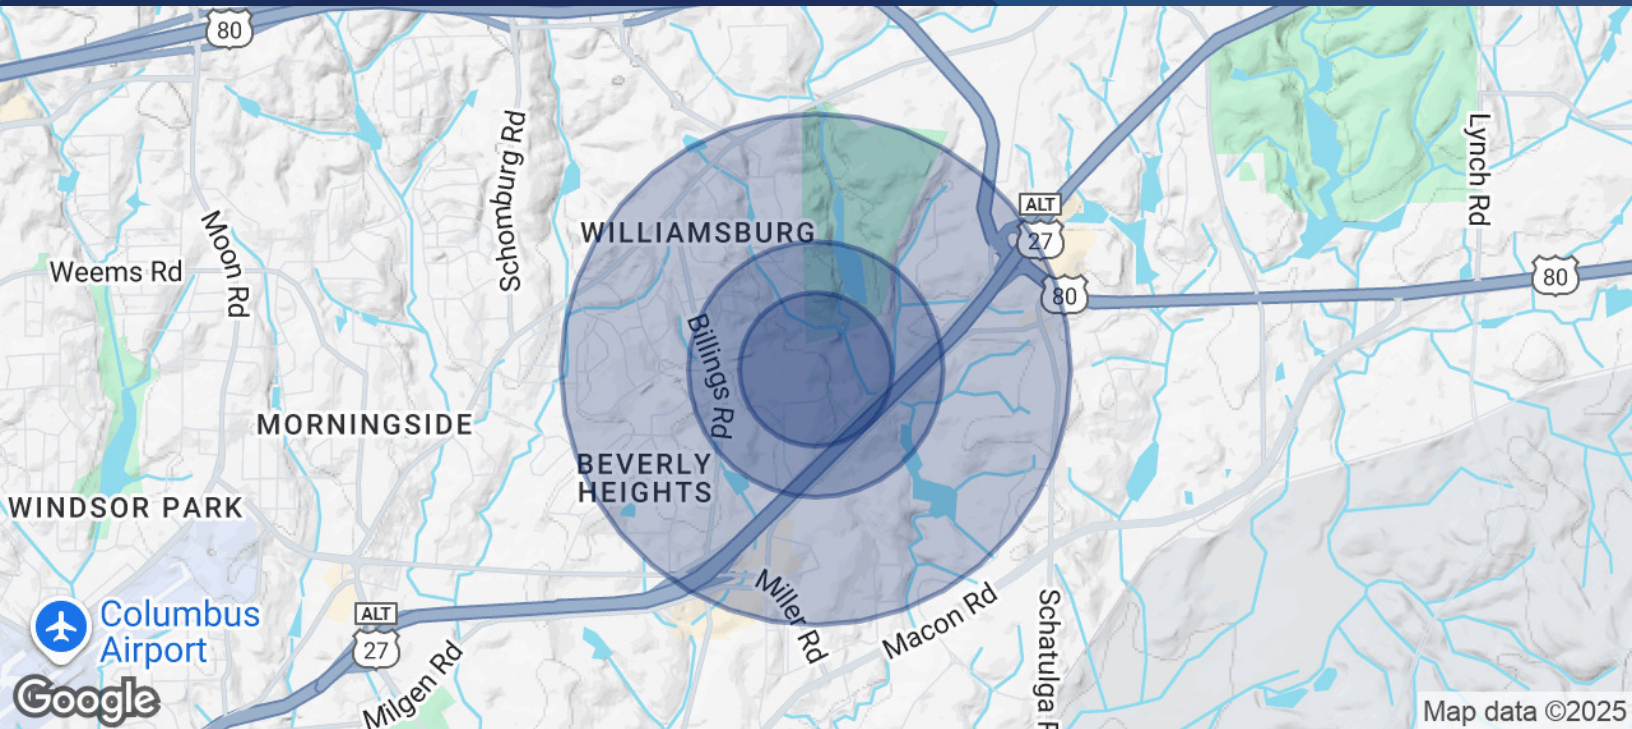 80
Schomburg Rd
Lynch Rd
ALT
27
WILLIAMSBURG
Moon Rd
Weems Rd
80
80
Billings Rd
MORNINGSIDE
BEVERLY
HEIGHTS
WINDSOR PARK
Columbus
Airport
ALT
27
Milgen Rd
Miller Rd
Macon Rd
Schatulga R
Google
Map data ©2025